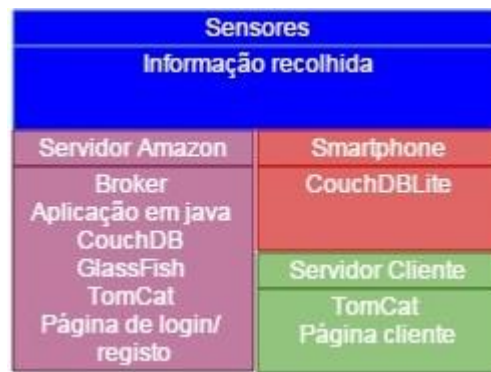 Sensores
Informação recolhida
Servidor Amazon
Broker
Aplicação em java
CouchDB
GlassFish
TomCat
Página de login/
registo
Smartphone
CouchDBLite
Servidor Cliente
TomCat
Página cliente